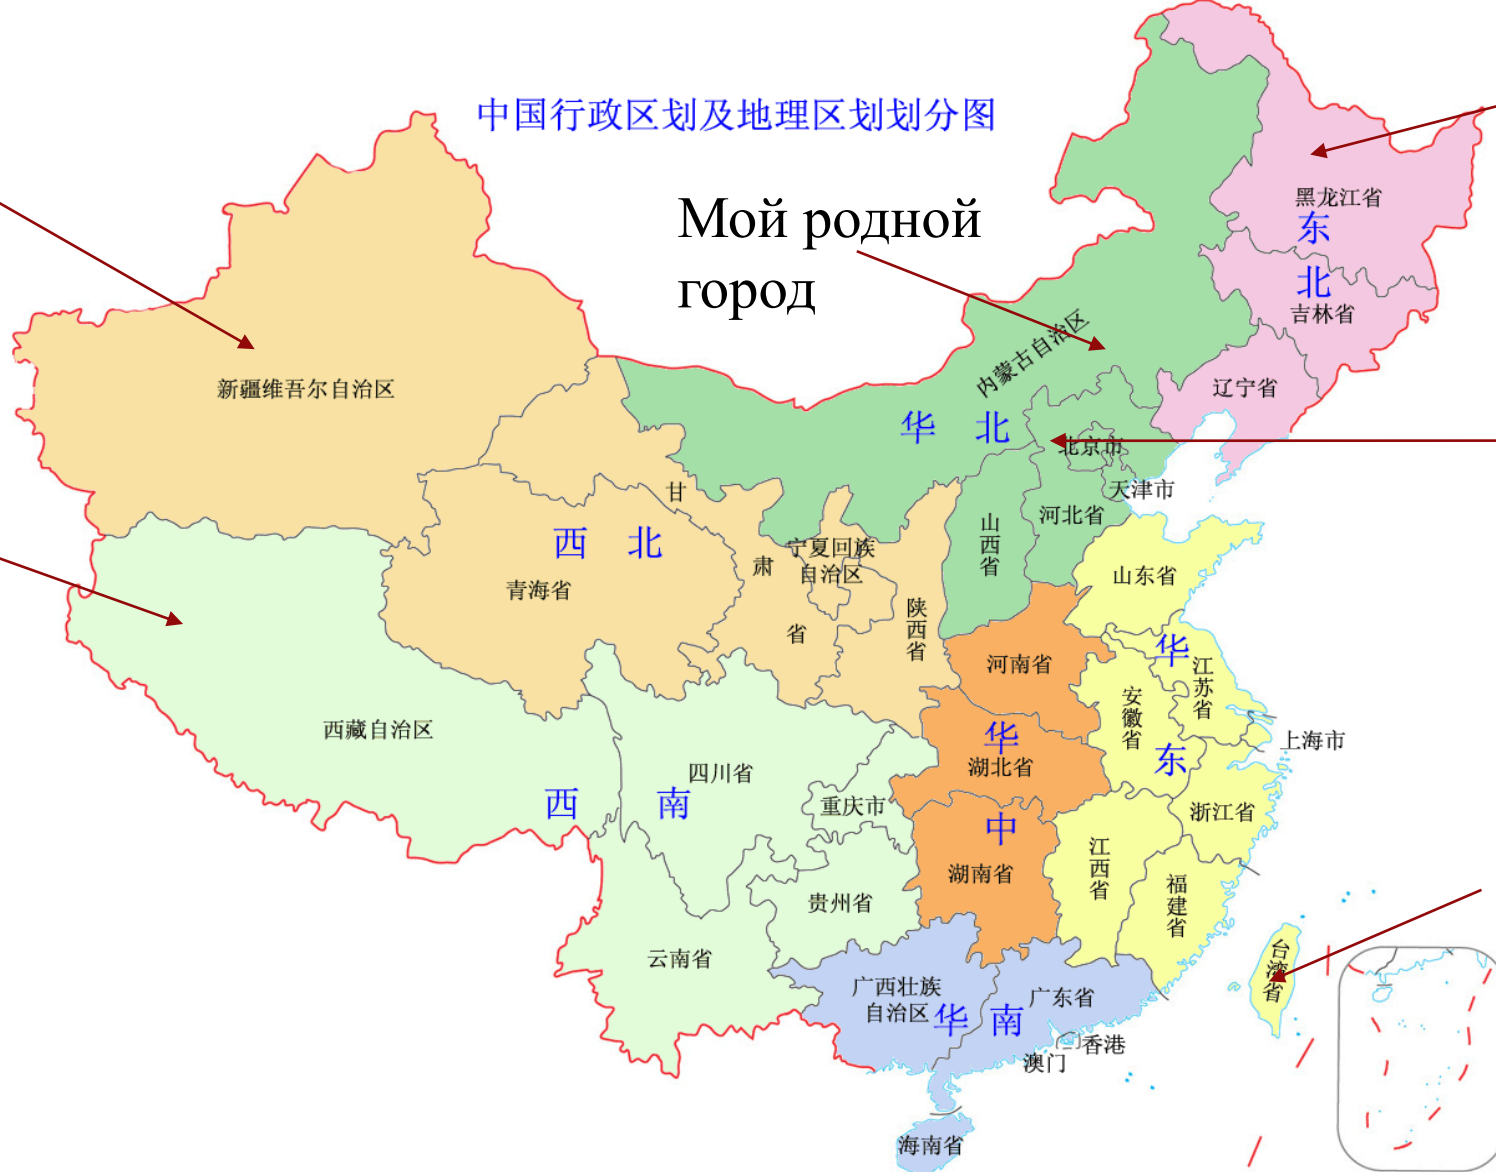 中国行政区划及地理区划划分图
Мой родной
город
黑龙江省
东
北
吉林省
辽宁省
内蒙古自治区
华 北
北京市
天津市
河北省
山西省
新疆维吾尔自治区
甘
肃
省
西 北
青海省
宁夏回族
自治区
陕西省
山东省
河南省
华
东
江苏省
安徽省
上海市
浙江省
江西省
福建省
台湾省
华
中
湖北省
湖南省
西藏自治区
西 南
四川省
重庆市
贵州省
云南省
广西壮族
自治区
华 南
广东省
香港
澳门
海南省